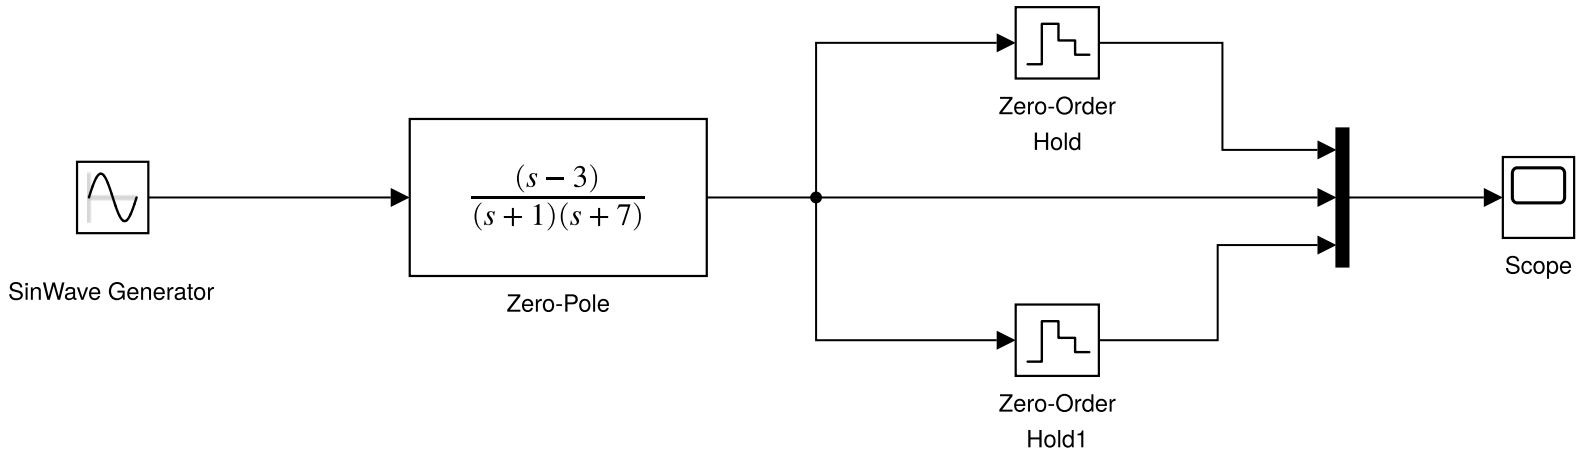 Zero-Order
Hold
(s − 3)
(s + 1)(s + 7)
SinWave Generator
Zero-Pole
Scope
Zero-Order
Hold1